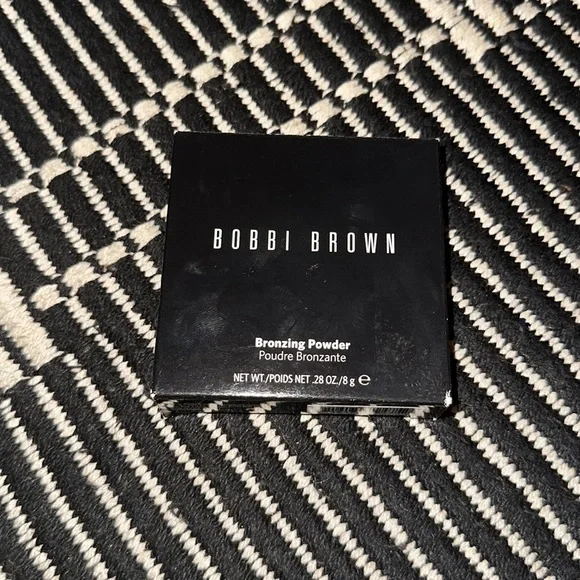 BOBBI BROWN
Bronzing Powder
Poudre Bronzante
NET WT./POIDS NET .28 OZ./8 g ℮